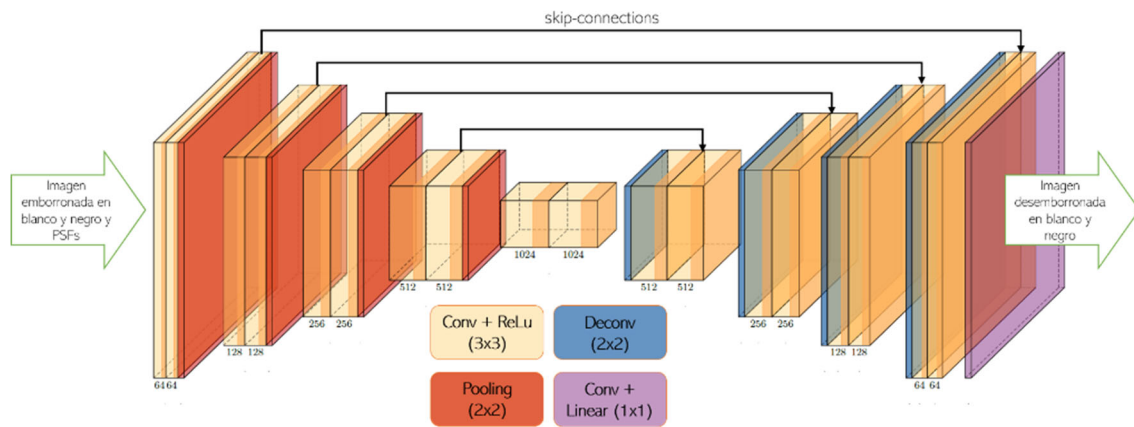 skip-connections
Imagen
emborronada en
blanco y negro y
PSFs
Imagen
desemborronada
en blanco y
negro
64 64
128 128
256 256
512 512
1024 1024
512 512
256 256
128 128
64 64
Conv + ReLu
(3x3)
Deconv
(2x2)
Pooling
(2x2)
Conv +
Linear (1x1)